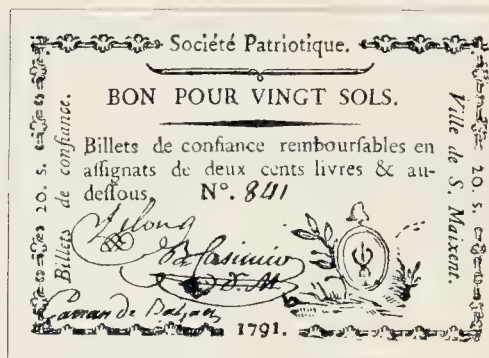 Société Patriotique.
BON POUR VINGT SOLS.
Billets de confiance rembourſables en
aſſignats de deux cents livres & au-
deſſous, N°. 841
1791.
20. s.
Billets de confiance.
Ville de S. Maixent.
20. s.